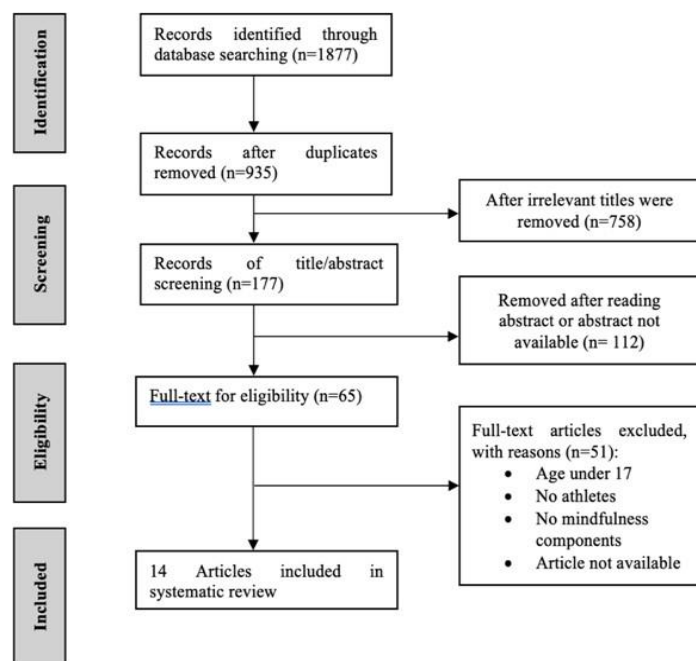 Identification
Records identified through
database searching (n=1877)
Records after duplicates
removed (n=935)
Screening
After irrelevant titles were
removed (n=758)
Records of title/abstract
screening (n=177)
Removed after reading
abstract or abstract not
available (n= 112)
Eligibility
Full-text for eligibility (n=65)
Full-text articles excluded,
with reasons (n=51):
• Age under 17
• No athletes
• No mindfulness
components
• Article not available
Included
14 Articles included in
systematic review